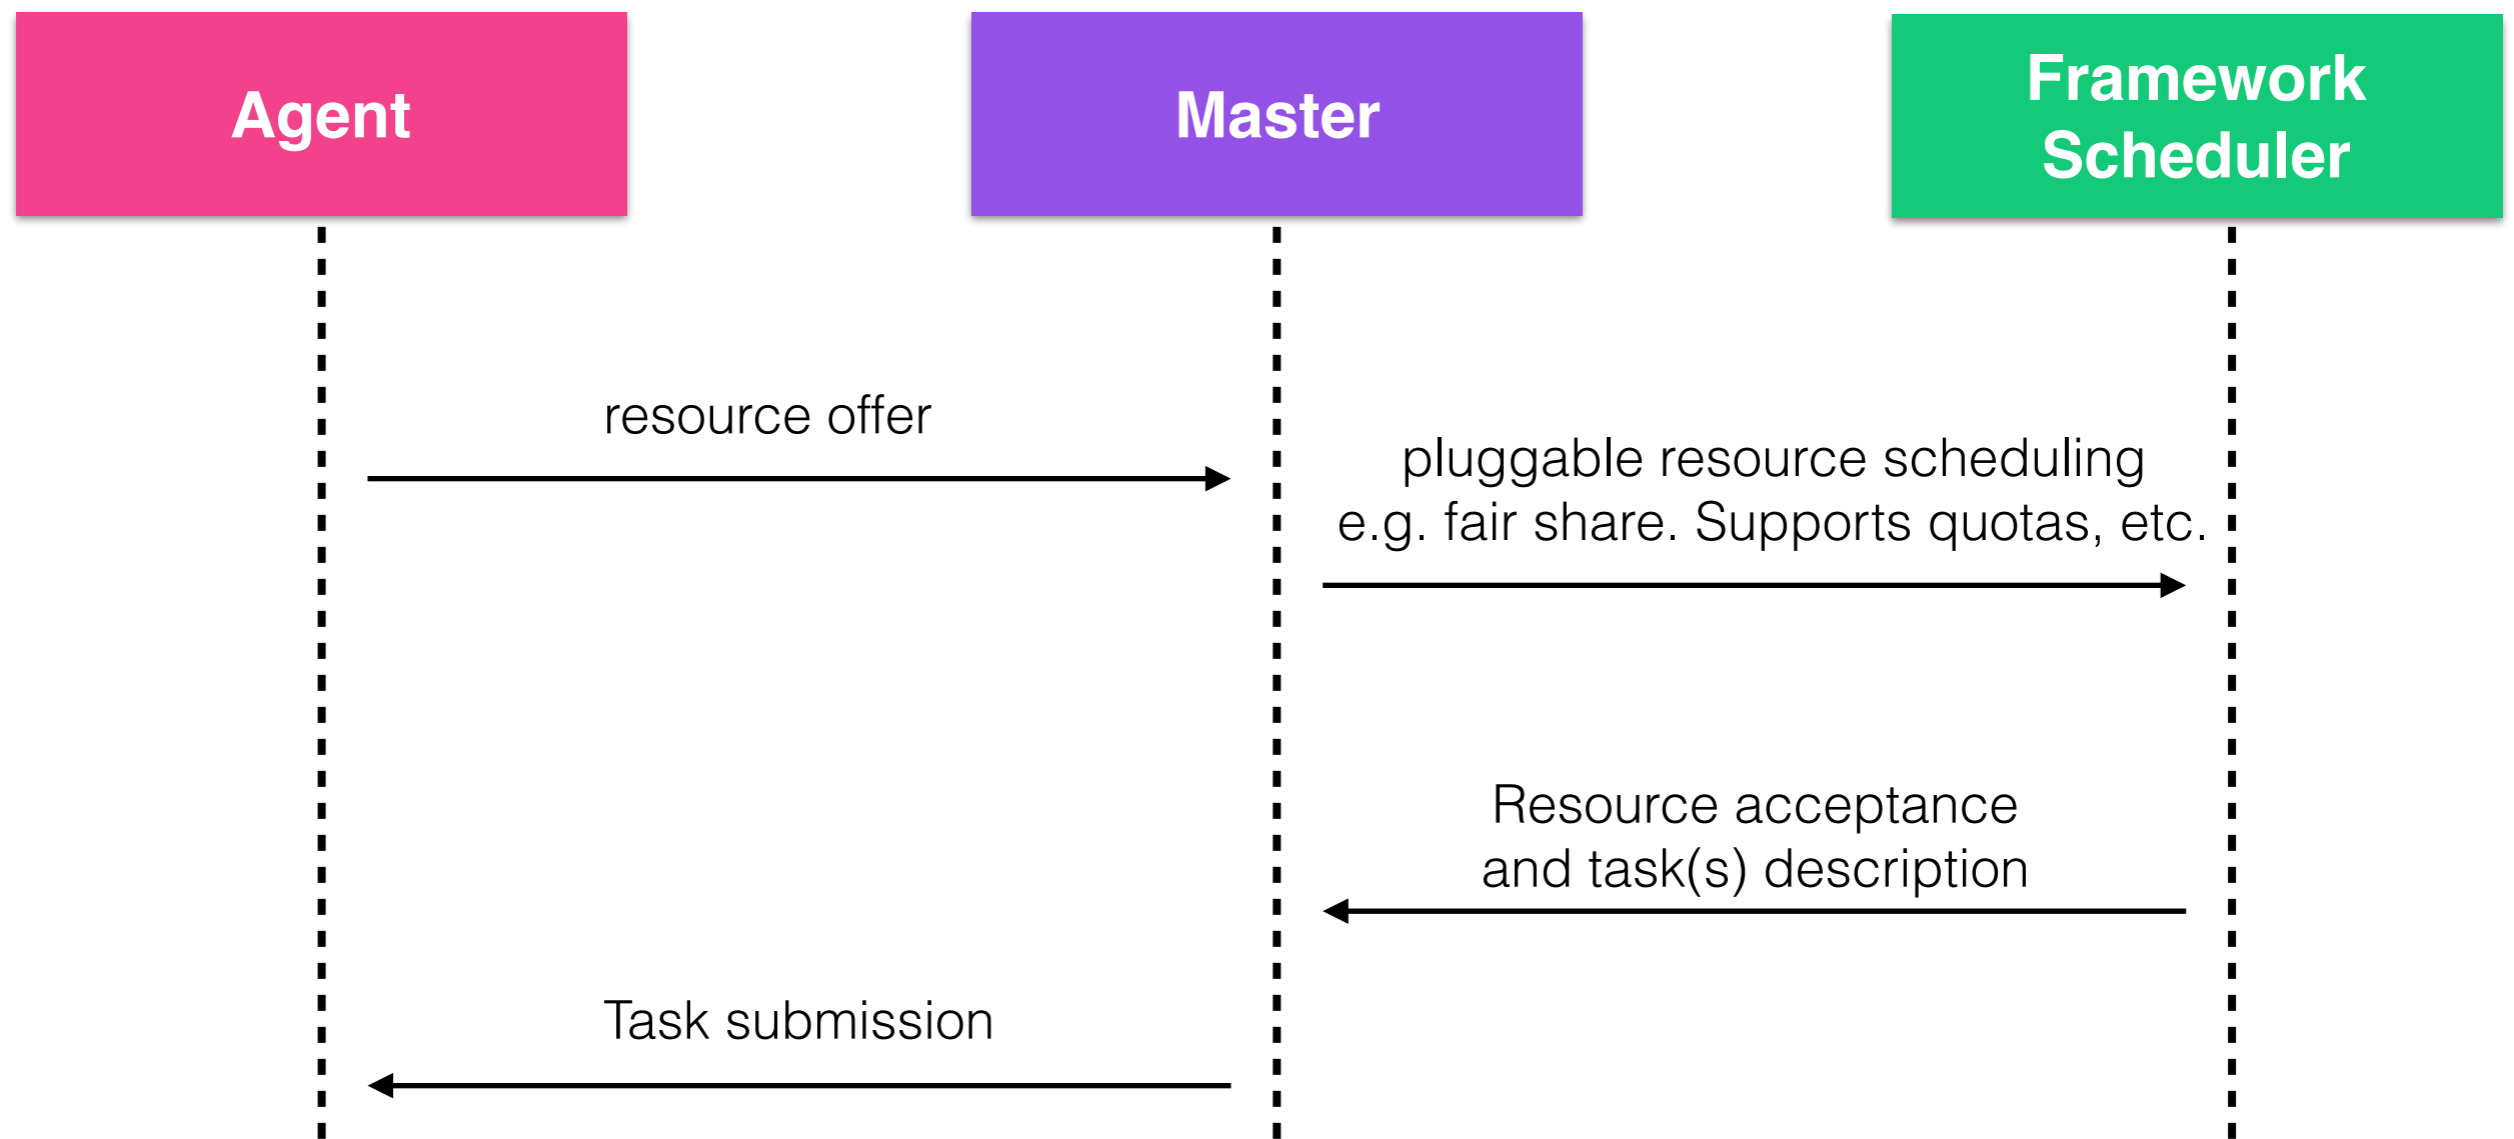 Agent
Master
Framework
Scheduler
resource offer
pluggable resource scheduling
e.g. fair share. Supports quotas, etc.
Resource acceptance
and task(s) description
Task submission